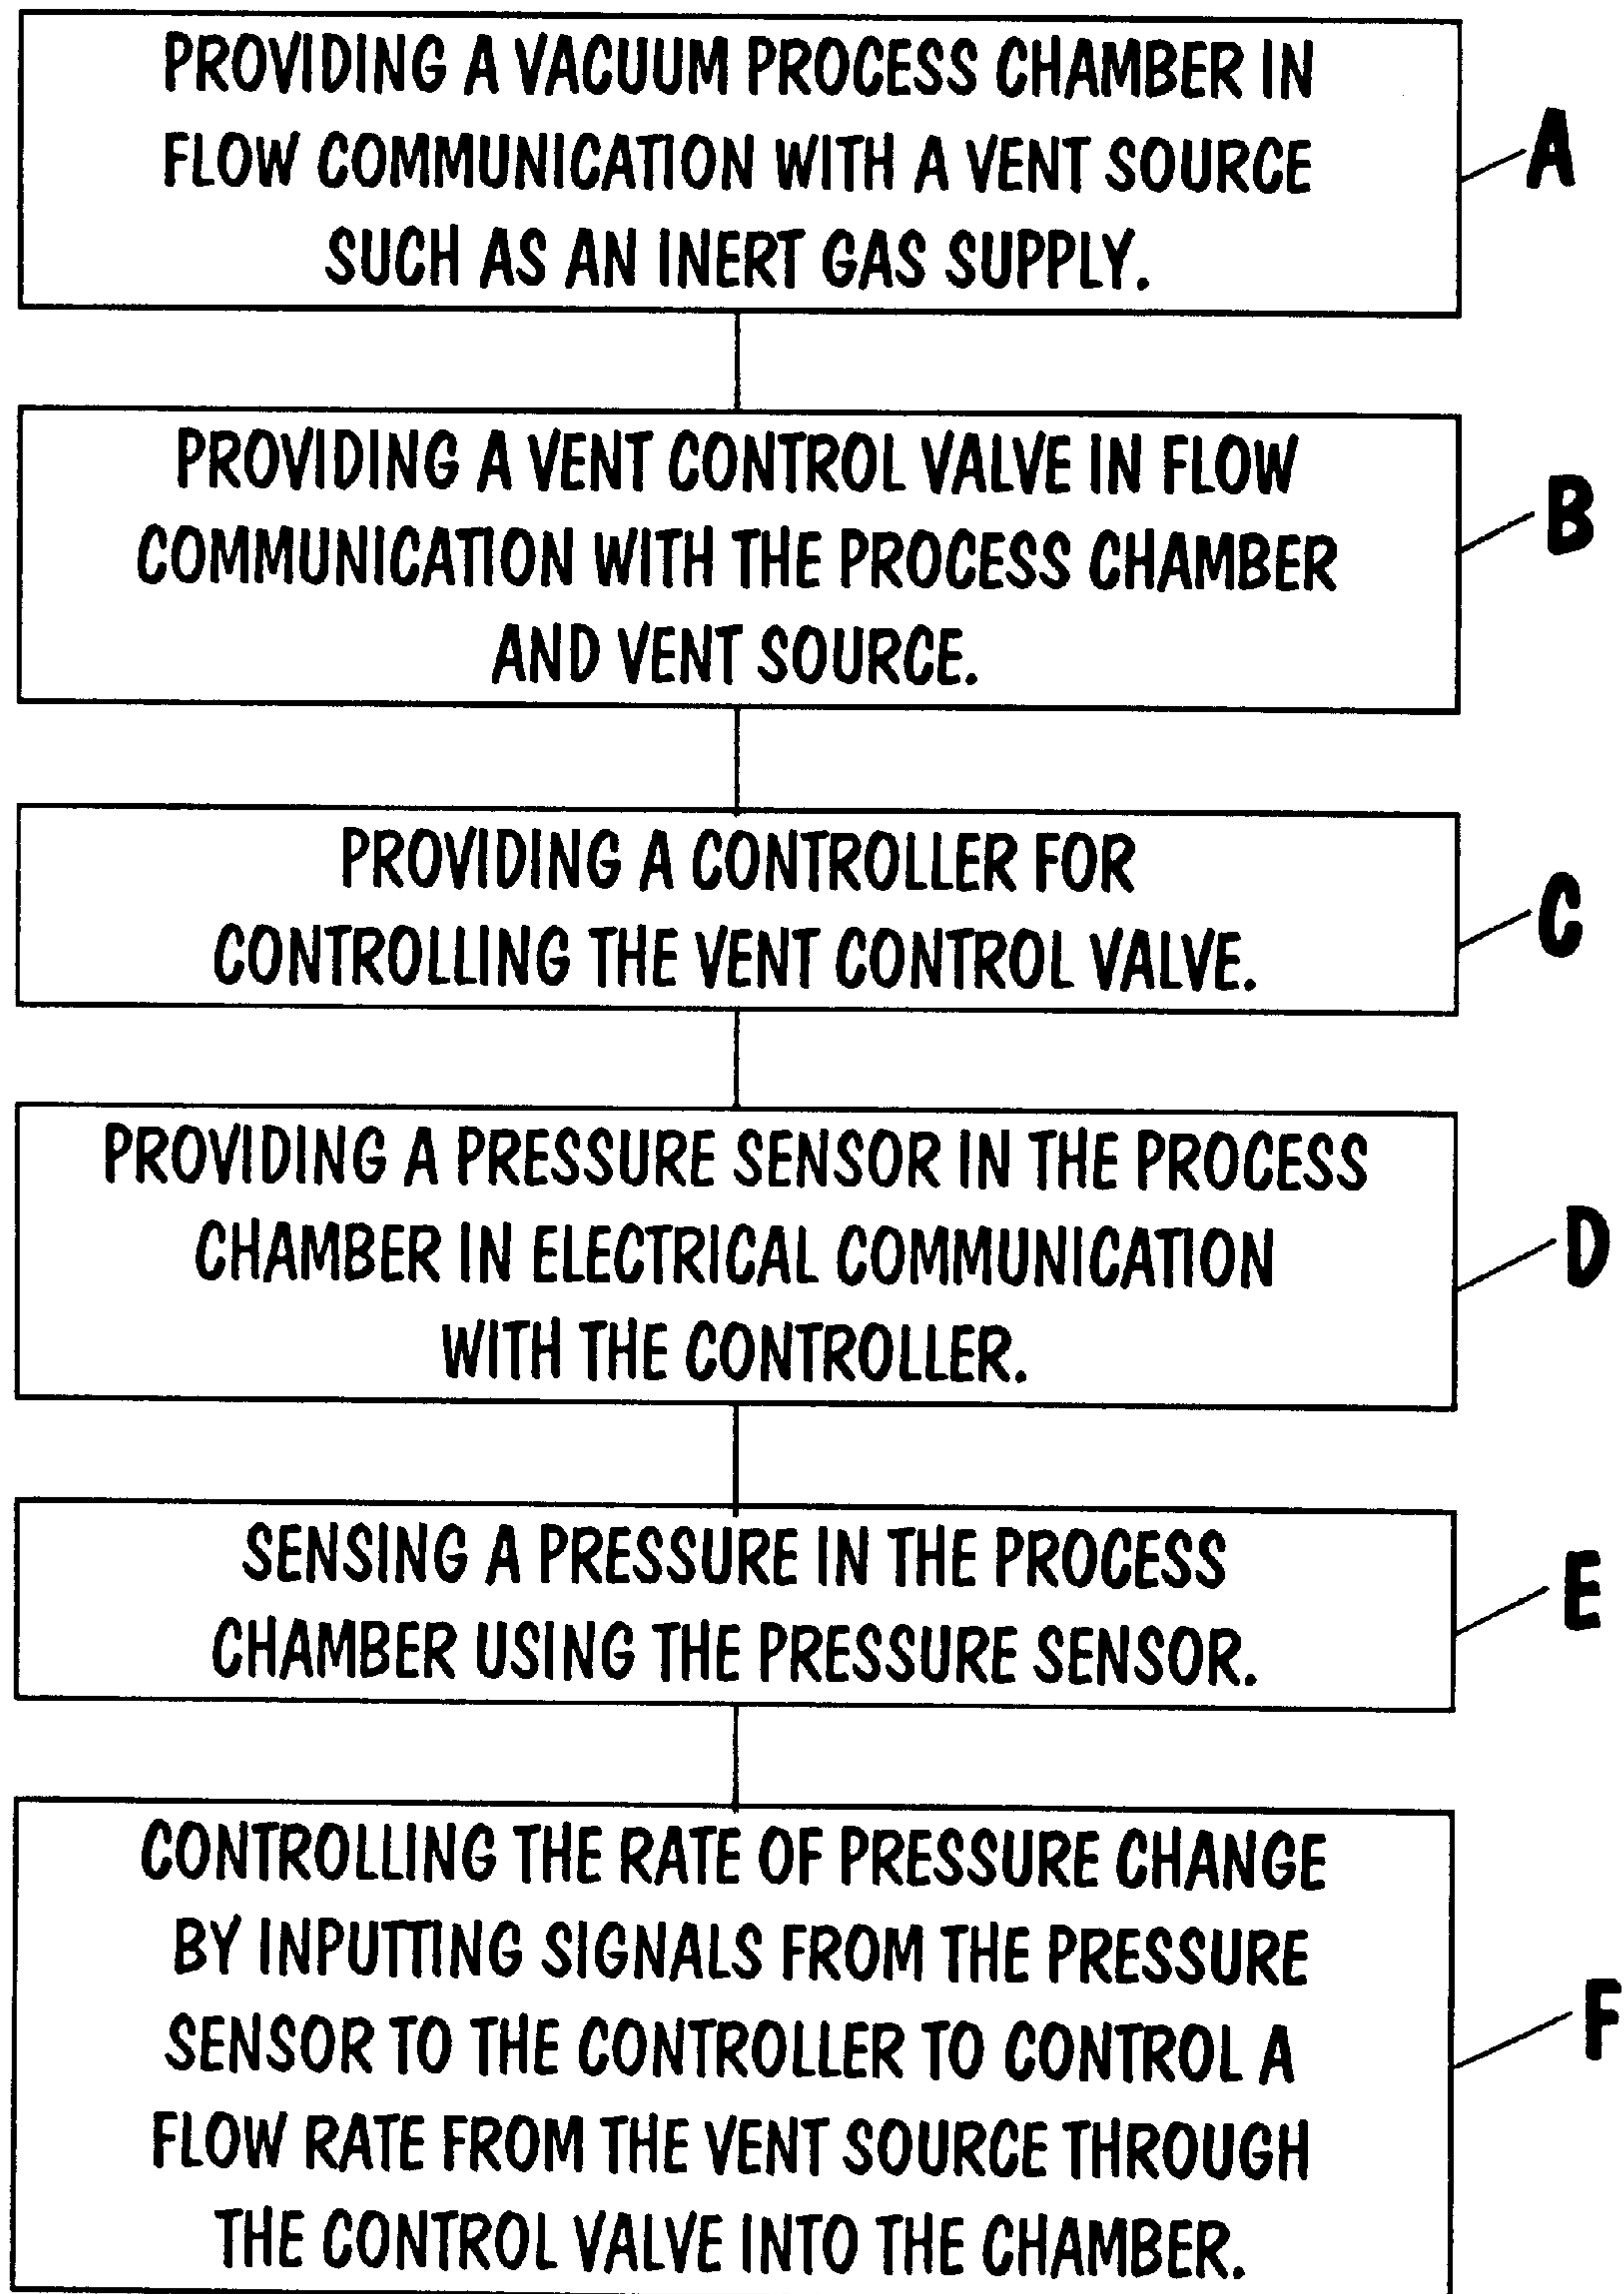 PROVIDING A VACUUM PROCESS CHAMBER IN
FLOW COMMUNICATION WITH A VENT SOURCE
SUCH AS AN INERT GAS SUPPLY.
A
PROVIDING A VENT CONTROL VALVE IN FLOW
COMMUNICATION WITH THE PROCESS CHAMBER
AND VENT SOURCE.
B
PROVIDING A CONTROLLER FOR
CONTROLLING THE VENT CONTROL VALVE.
C
PROVIDING A PRESSURE SENSOR IN THE PROCESS
CHAMBER IN ELECTRICAL COMMUNICATION
WITH THE CONTROLLER.
D
SENSING A PRESSURE IN THE PROCESS
CHAMBER USING THE PRESSURE SENSOR.
E
CONTROLLING THE RATE OF PRESSURE CHANGE
BY INPUTTING SIGNALS FROM THE PRESSURE
SENSOR TO THE CONTROLLER TO CONTROL A
FLOW RATE FROM THE VENT SOURCE THROUGH
THE CONTROL VALVE INTO THE CHAMBER.
F